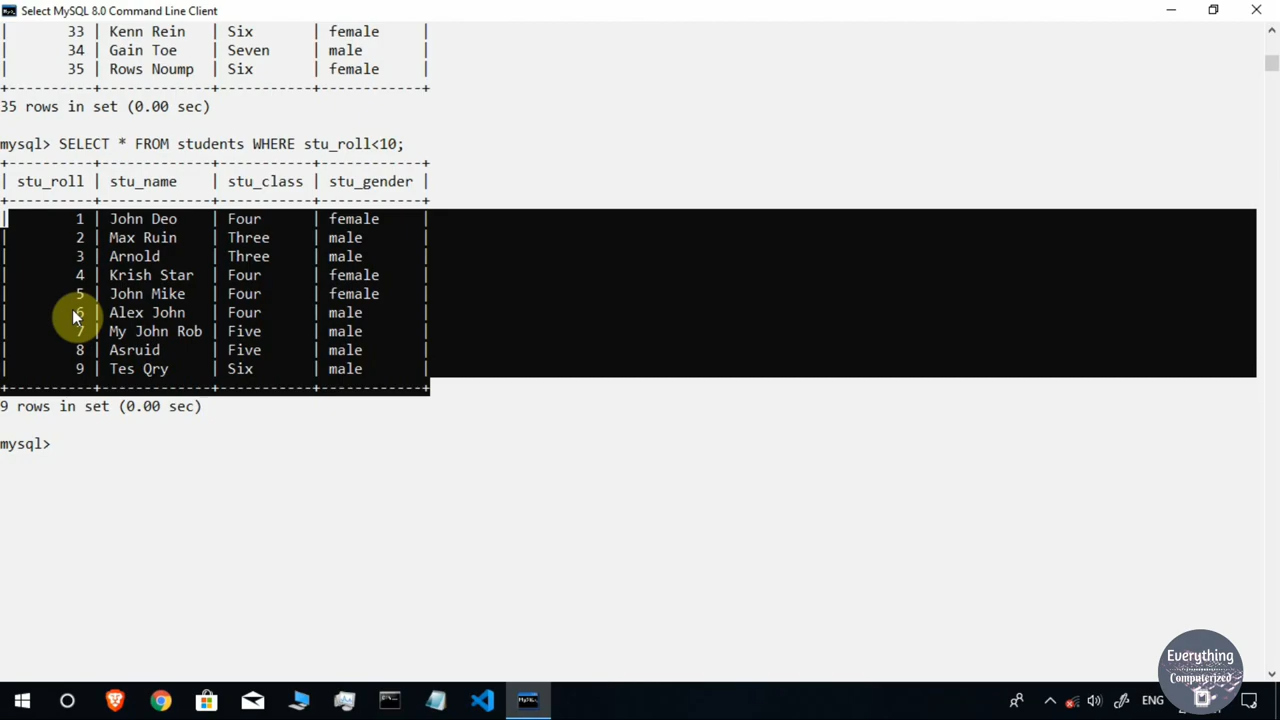 Select MySQL 8.0 Command Line Client
|         33 | Kenn Rein   | Six        | female     |
|         34 | Gain Toe    | Seven      | male       |
|         35 | Rows Noump  | Six        | female     |
+------------+-------------+------------+------------+
35 rows in set (0.00 sec)
mysql> SELECT * FROM students WHERE stu_roll<10;
+----------+-------------+-----------+------------+
| stu_roll | stu_name    | stu_class | stu_gender |
+----------+-------------+-----------+------------+
|        1 | John Deo    | Four      | female     |
|        2 | Max Ruin    | Three     | male       |
|        3 | Arnold      | Three     | male       |
|        4 | Krish Star  | Four      | female     |
|        5 | John Mike   | Four      | female     |
|        6 | Alex John   | Four      | male       |
|        7 | My John Rob | Five      | male       |
|        8 | Asruid      | Five      | male       |
|        9 | Tes Qry     | Six       | male       |
+----------+-------------+-----------+------------+
9 rows in set (0.00 sec)
mysql>
Everything
Computerized
ENG